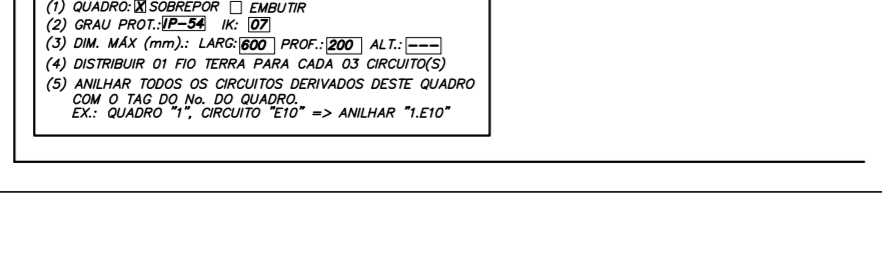 (1) QUADRO: X SOBREPOR □ EMBUTIR
(2) GRAU PROT.: IP-54 IK: 07
(3) DIM. MÁX (mm).: LARG: 600 PROF.: 200 ALT.: ---
(4) DISTRIBUIR 01 FIO TERRA PARA CADA 03 CIRCUITO(S)
(5) ANILHAR TODOS OS CIRCUITOS DERIVADOS DESTE QUADRO
COM O TAG DO No. DO QUADRO.
EX.: QUADRO "1", CIRCUITO "E10" => ANILHAR "1.E10"